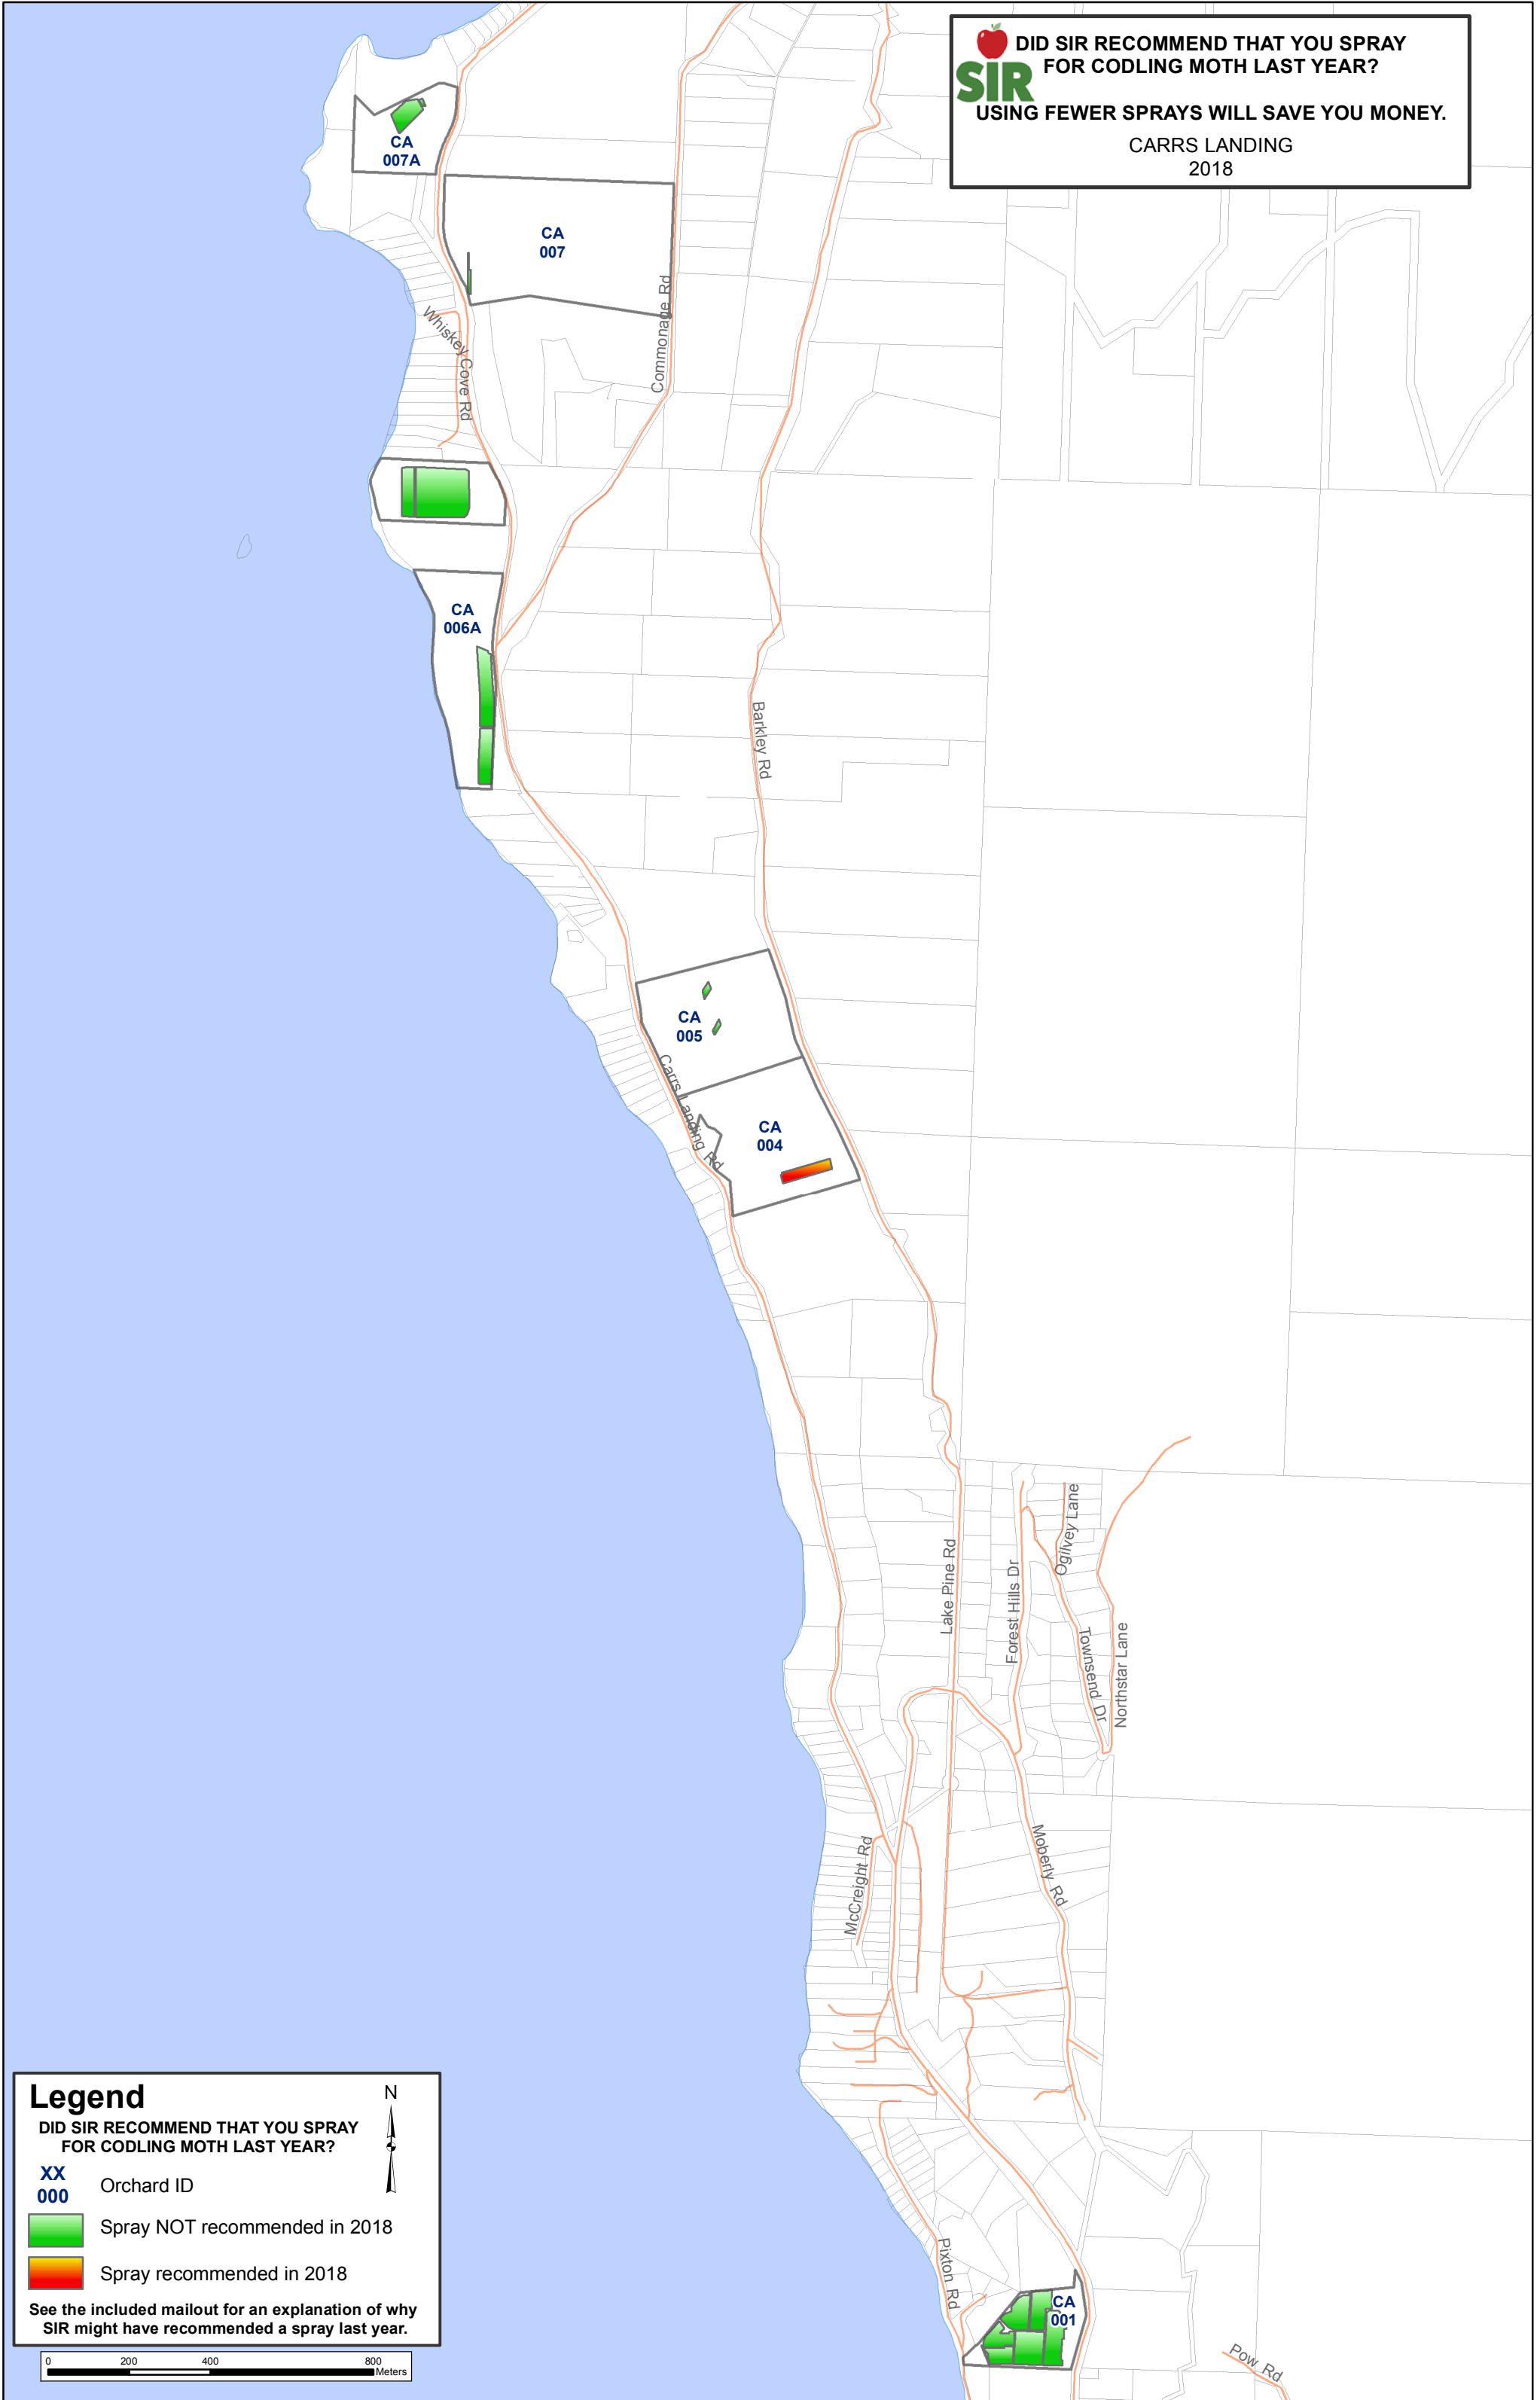 SIR
DID SIR RECOMMEND THAT YOU SPRAY
FOR CODLING MOTH LAST YEAR?
USING FEWER SPRAYS WILL SAVE YOU MONEY.
CARRS LANDING
2018
CA
007A
CA
007
Commonage Rd
Whiskey Cove Rd
CA
006A
Barkley Rd
CA
005
Carrs Landing Rd
CA
004
Ogilvey Lane
Lake Pine Rd
Forest Hills Dr
Townsend Dr
Northstar Lane
McCreight Rd
Moberly Rd
Pixton Rd
CA
001
Pow Rd
Legend
N
DID SIR RECOMMEND THAT YOU SPRAY
FOR CODLING MOTH LAST YEAR?
XX
000
Orchard ID
Spray NOT recommended in 2018
Spray recommended in 2018
See the included mailout for an explanation of why
SIR might have recommended a spray last year.
0 200 400 800
Meters